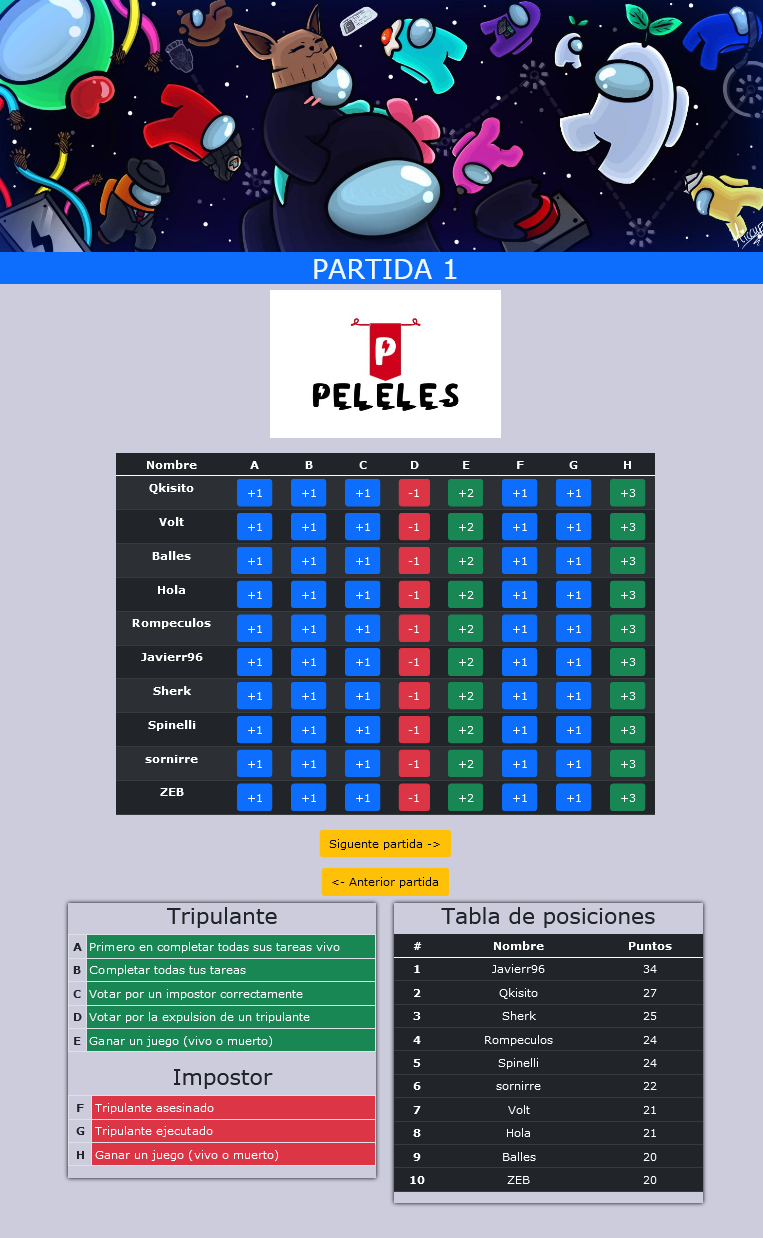 PARTIDA 1
P
PELELES
Nombre A B C D E F G H
Qkisito +1 +1 +1 -1 +2 +1 +1 +3
Volt +1 +1 +1 -1 +2 +1 +1 +3
Balles +1 +1 +1 -1 +2 +1 +1 +3
Hola +1 +1 +1 -1 +2 +1 +1 +3
Rompeculos +1 +1 +1 -1 +2 +1 +1 +3
Javierr96 +1 +1 +1 -1 +2 +1 +1 +3
Sherk +1 +1 +1 -1 +2 +1 +1 +3
Spinelli +1 +1 +1 -1 +2 +1 +1 +3
sornirre +1 +1 +1 -1 +2 +1 +1 +3
ZEB +1 +1 +1 -1 +2 +1 +1 +3
Siguente partida ->
<- Anterior partida
Tripulante
A Primero en completar todas sus tareas vivo
B Completar todas tus tareas
C Votar por un impostor correctamente
D Votar por la expulsion de un tripulante
E Ganar un juego (vivo o muerto)
Impostor
F Tripulante asesinado
G Tripulante ejecutado
H Ganar un juego (vivo o muerto)
Tabla de posiciones
# Nombre Puntos
1 Javierr96 34
2 Qkisito 27
3 Sherk 25
4 Rompeculos 24
5 Spinelli 24
6 sornirre 22
7 Volt 21
8 Hola 21
9 Balles 20
10 ZEB 20